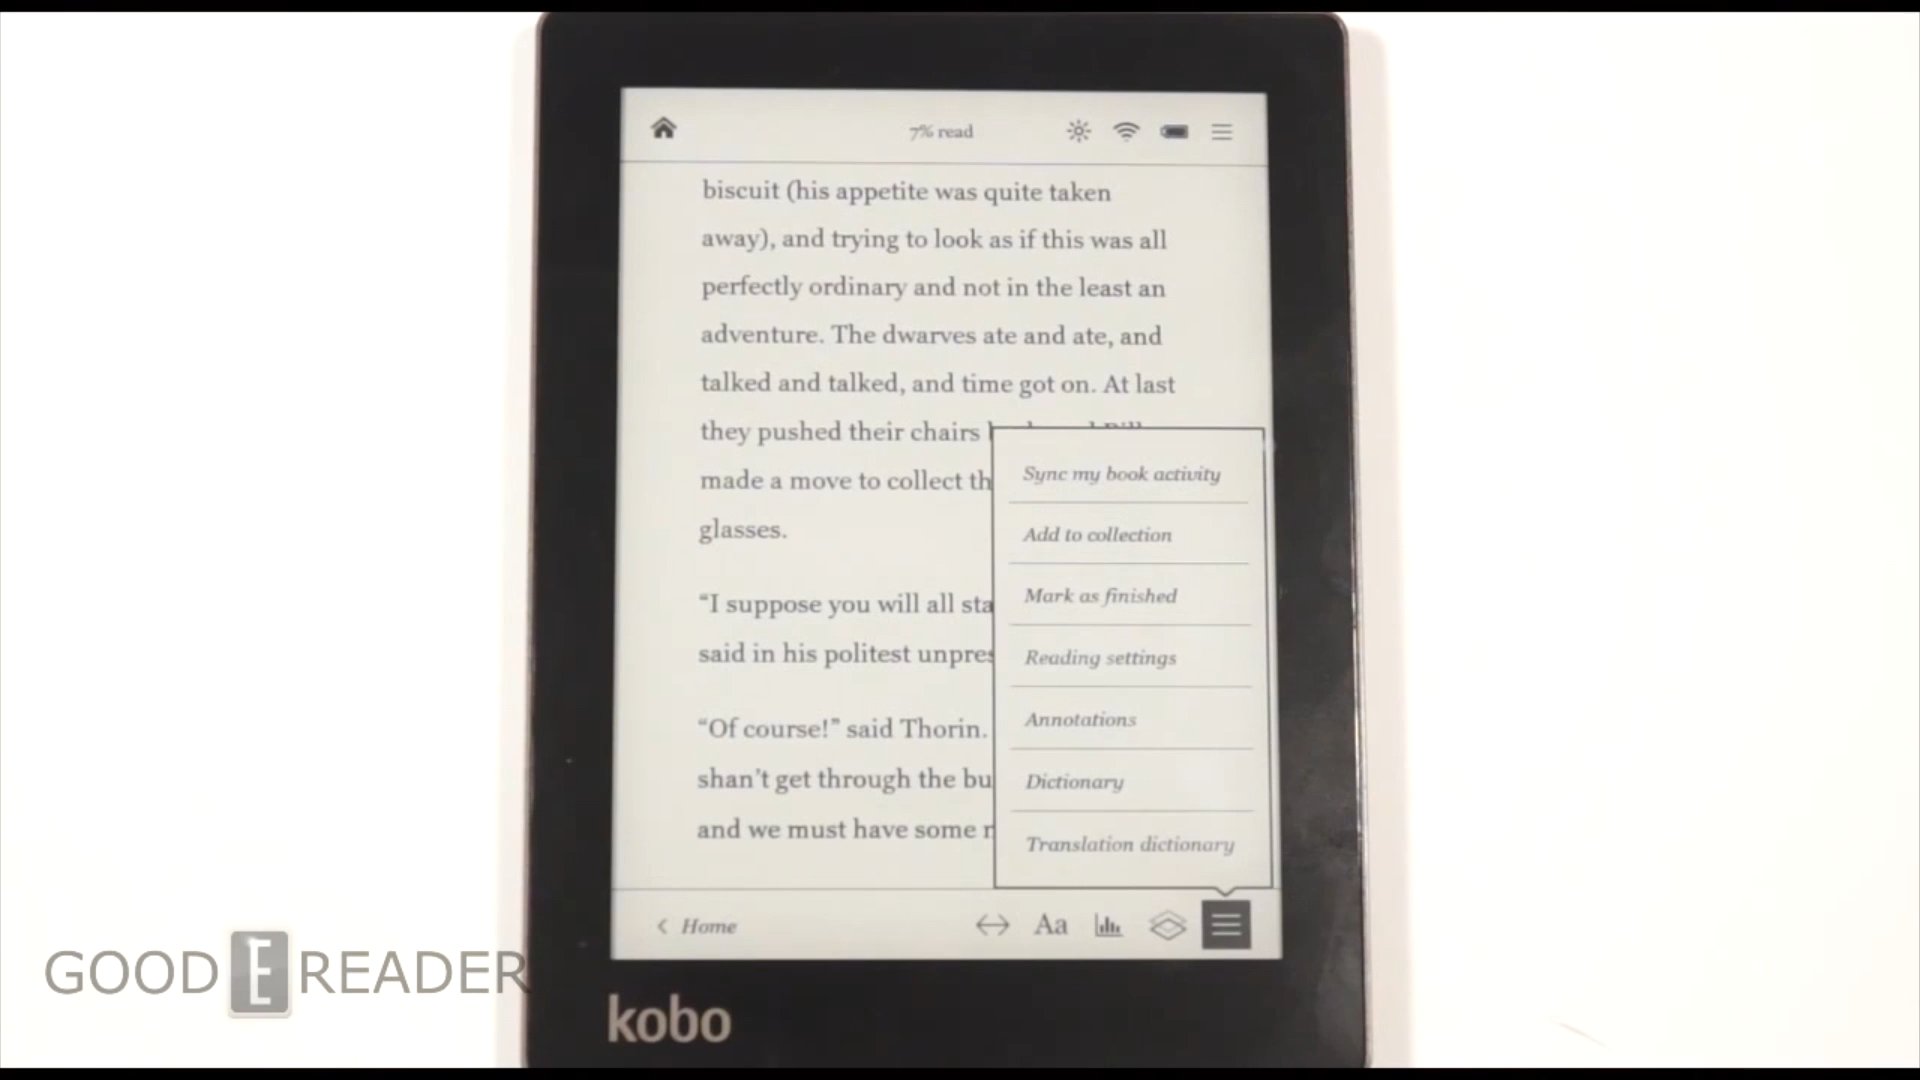 7% read
biscuit (his appetite was quite taken
away), and trying to look as if this was all
perfectly ordinary and not in the least an
adventure. The dwarves ate and ate, and
talked and talked, and time got on. At last
they pushed their chairs
made a move to collect th
glasses.
“I suppose you will all sta
said in his politest unpres
“Of course!” said Thorin.
shan’t get through the bu
and we must have some r
Sync my book activity
Add to collection
Mark as finished
Reading settings
Annotations
Dictionary
Translation dictionary
< Home
Aa
kobo
GOOD E READER